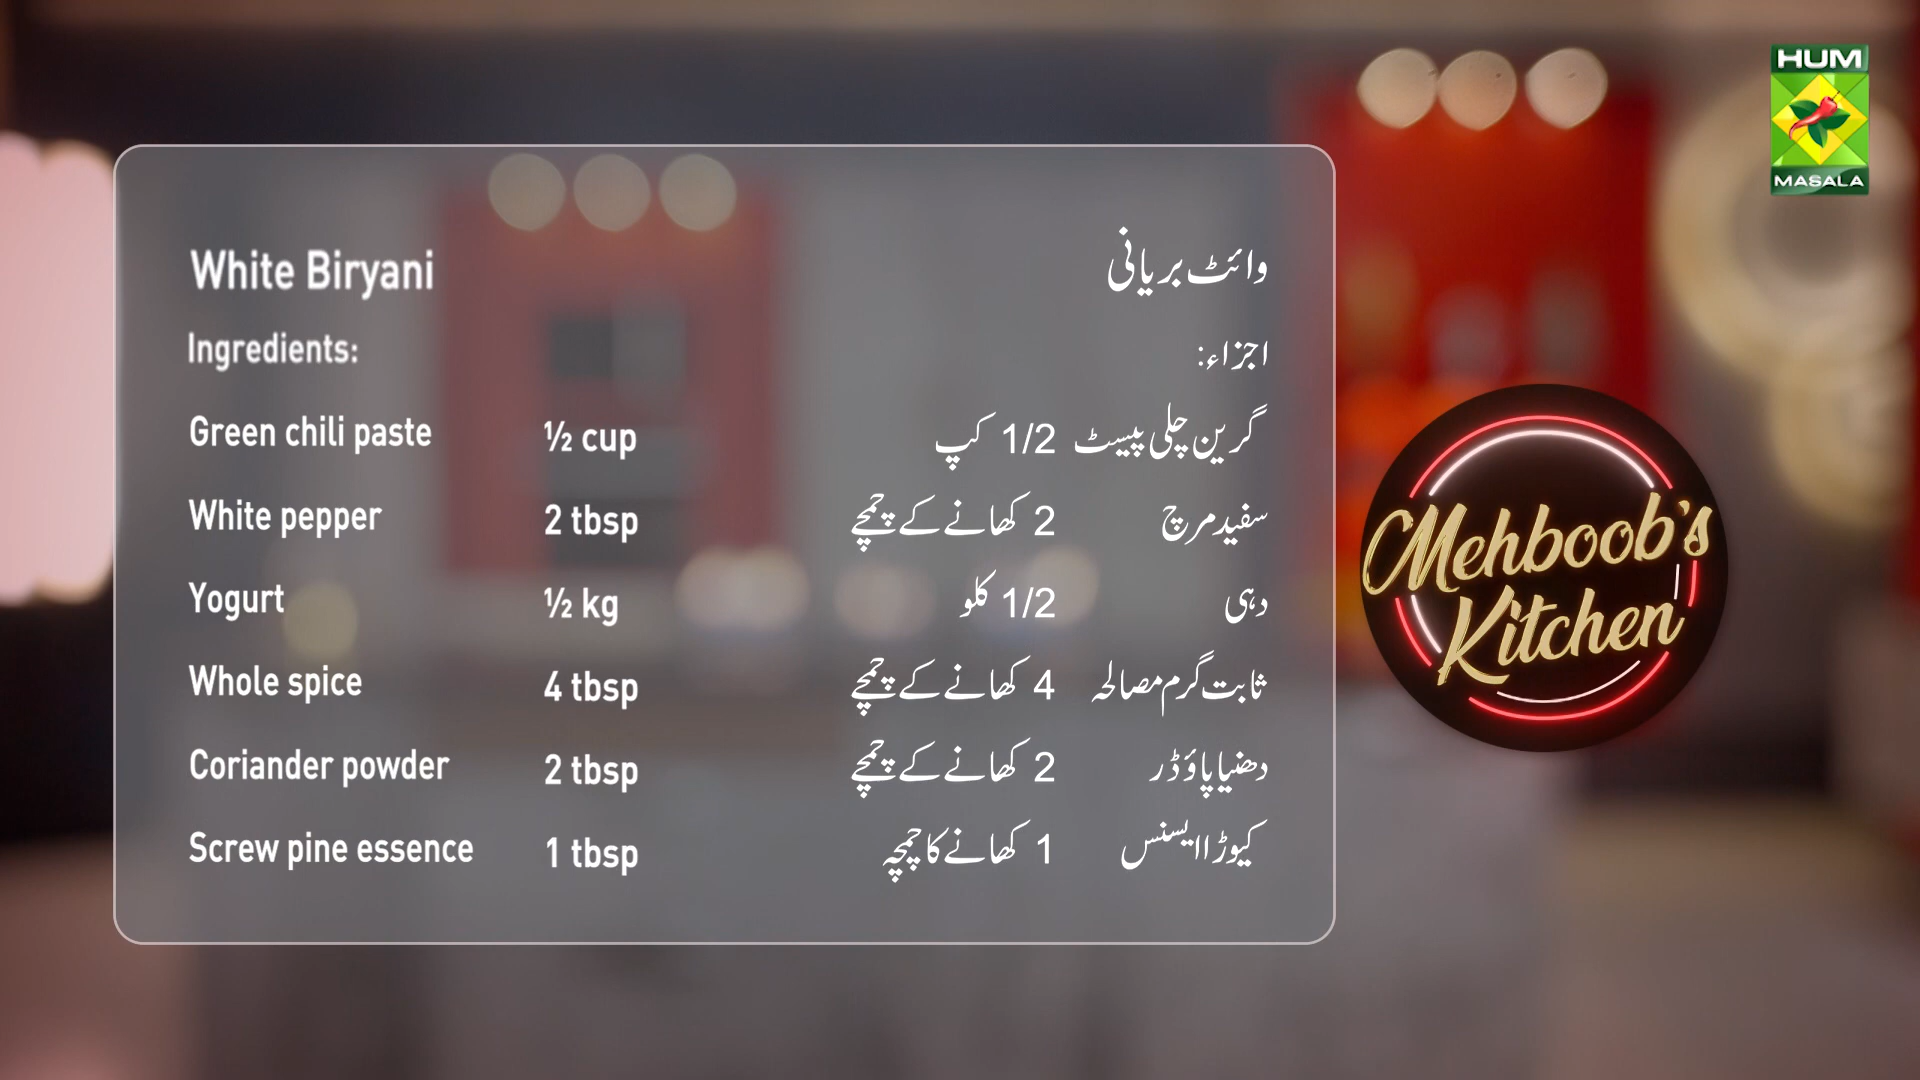 HUM
MASALA
White Biryani وائٹ بریانی
Ingredients: اجزاء:
Green chili paste ½ cup گرین چلی پیسٹ 1/2 کپ
White pepper 2 tbsp سفید مرچ 2 کھانے کے چمچے
Yogurt ½ kg دہی 1/2 کلو
Whole spice 4 tbsp ثابت گرم مصالحہ 4 کھانے کے چمچے
Coriander powder 2 tbsp دھنیا پاؤڈر 2 کھانے کے چمچے
Screw pine essence 1 tbsp کیوڑا ایسنس 1 کھانے کا چمچہ
Mehboob's
Kitchen